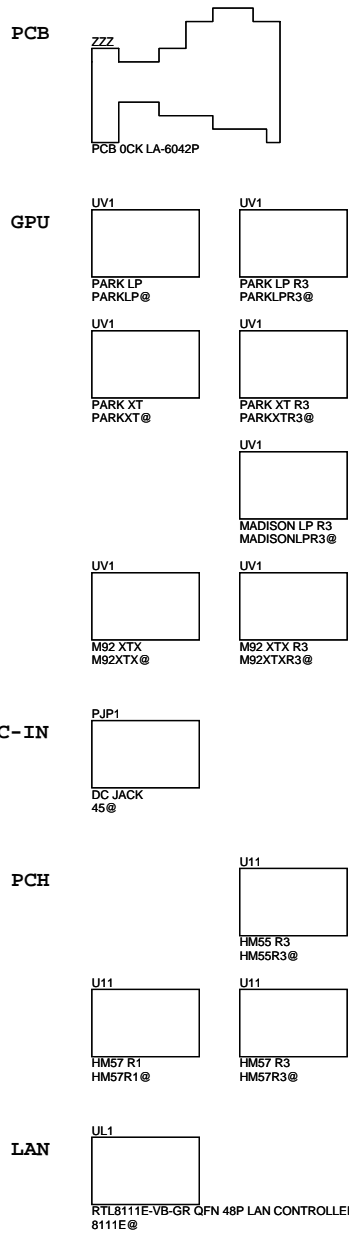 PCB
ZZZ
PCB 0CK LA-6042P
GPU
UV1
PARK LP
PARKLP@
UV1
PARK LP R3
PARKLPR3@
UV1
PARK XT
PARKXT@
UV1
PARK XT R3
PARKXTR3@
UV1
MADISON LP R3
MADISONLPR3@
UV1
M92 XTX
M92XTX@
UV1
M92 XTX R3
M92XTXR3@
C-IN
PJP1
DC JACK
45@
PCH
U11
HM55 R3
HM55R3@
U11
HM57 R1
HM57R1@
U11
HM57 R3
HM57R3@
LAN
UL1
RTL8111E-VB-GR QFN 48P LAN CONTROLLE
8111E@